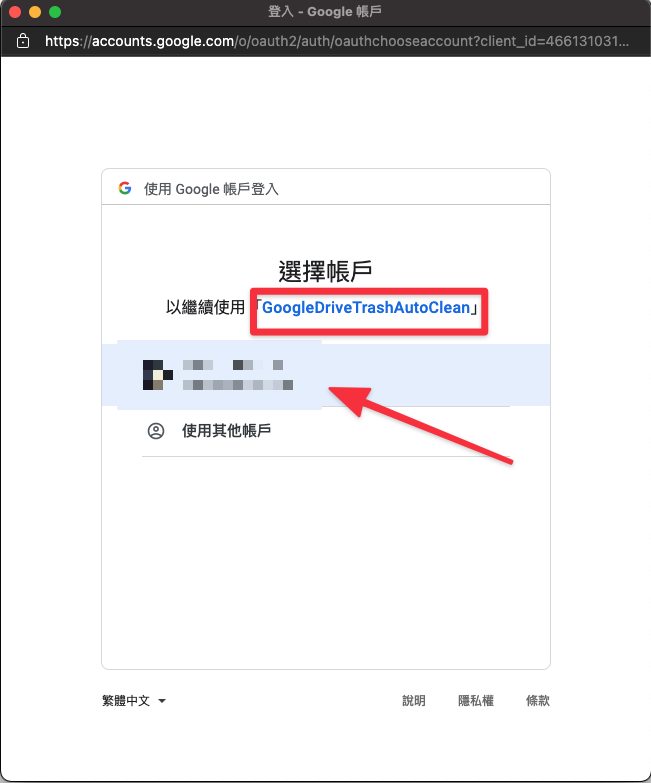 登入 - Google 帳戶
https://accounts.google.com/o/oauth2/auth/oauthchooseaccount?client_id=466131031...
使用 Google 帳戶登入
選擇帳戶
以繼續使用「GoogleDriveTrashAutoClean」
使用其他帳戶
繁體中文
說明
隱私權
條款